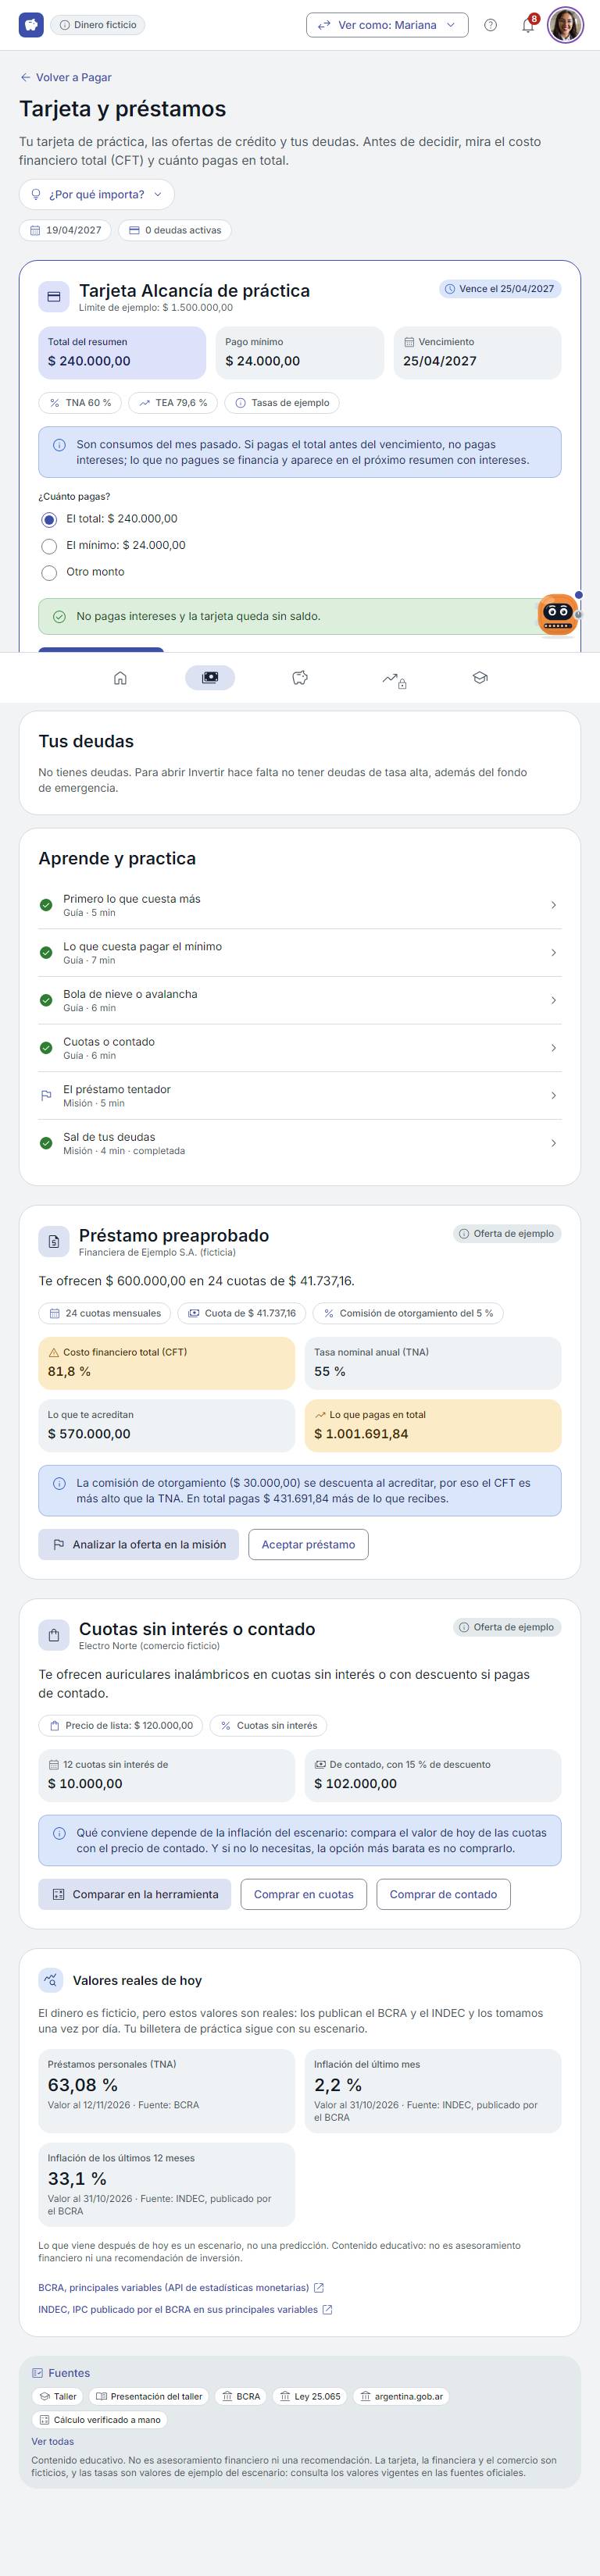 Dinero ficticio
Ver como: Mariana
8
Volver a Pagar
Tarjeta y préstamos
Tu tarjeta de práctica, las ofertas de crédito y tus deudas. Antes de decidir, mira el costo
financiero total (CFT) y cuánto pagas en total.
¿Por qué importa?
19/04/2027
0 deudas activas
Tarjeta Alcancía de práctica
Límite de ejemplo: $ 1.500.000,00
Vence el 25/04/2027
Total del resumen
$ 240.000,00
Pago mínimo
$ 24.000,00
Vencimiento
25/04/2027
TNA 60 %
TEA 79,6 %
Tasas de ejemplo
Son consumos del mes pasado. Si pagas el total antes del vencimiento, no pagas
intereses; lo que no pagues se financia y aparece en el próximo resumen con intereses.
¿Cuánto pagas?
El total: $ 240.000,00
El mínimo: $ 24.000,00
Otro monto
No pagas intereses y la tarjeta queda sin saldo.
Tus deudas
No tienes deudas. Para abrir Invertir hace falta no tener deudas de tasa alta, además del fondo
de emergencia.
Aprende y practica
Primero lo que cuesta más
Guía · 5 min
Lo que cuesta pagar el mínimo
Guía · 7 min
Bola de nieve o avalancha
Guía · 6 min
Cuotas o contado
Guía · 6 min
El préstamo tentador
Misión · 5 min
Sal de tus deudas
Misión · 4 min · completada
Préstamo preaprobado
Financiera de Ejemplo S.A. (ficticia)
Oferta de ejemplo
Te ofrecen $ 600.000,00 en 24 cuotas de $ 41.737,16.
24 cuotas mensuales
Cuota de $ 41.737,16
Comisión de otorgamiento del 5 %
Costo financiero total (CFT)
81,8 %
Tasa nominal anual (TNA)
55 %
Lo que te acreditan
$ 570.000,00
Lo que pagas en total
$ 1.001.691,84
La comisión de otorgamiento ($ 30.000,00) se descuenta al acreditar, por eso el CFT es
más alto que la TNA. En total pagas $ 431.691,84 más de lo que recibes.
Analizar la oferta en la misión
Aceptar préstamo
Cuotas sin interés o contado
Electro Norte (comercio ficticio)
Oferta de ejemplo
Te ofrecen auriculares inalámbricos en cuotas sin interés o con descuento si pagas
de contado.
Precio de lista: $ 120.000,00
Cuotas sin interés
12 cuotas sin interés de
$ 10.000,00
De contado, con 15 % de descuento
$ 102.000,00
Qué conviene depende de la inflación del escenario: compara el valor de hoy de las cuotas
con el precio de contado. Y si no lo necesitas, la opción más barata es no comprarlo.
Comparar en la herramienta
Comprar en cuotas
Comprar de contado
Valores reales de hoy
El dinero es ficticio, pero estos valores son reales: los publican el BCRA y el INDEC y los tomamos
una vez por día. Tu billetera de práctica sigue con su escenario.
Préstamos personales (TNA)
63,08 %
Valor al 12/11/2026 · Fuente: BCRA
Inflación del último mes
2,2 %
Valor al 31/10/2026 · Fuente: INDEC, publicado por
el BCRA
Inflación de los últimos 12 meses
33,1 %
Valor al 31/10/2026 · Fuente: INDEC, publicado por
el BCRA
Lo que viene después de hoy es un escenario, no una predicción. Contenido educativo: no es asesoramiento
financiero ni una recomendación de inversión.
BCRA, principales variables (API de estadísticas monetarias)
INDEC, IPC publicado por el BCRA en sus principales variables
Fuentes
Taller
Presentación del taller
BCRA
Ley 25.065
argentina.gob.ar
Cálculo verificado a mano
Ver todas
Contenido educativo. No es asesoramiento financiero ni una recomendación. La tarjeta, la financiera y el comercio son
ficticios, y las tasas son valores de ejemplo del escenario: consulta los valores vigentes en las fuentes oficiales.